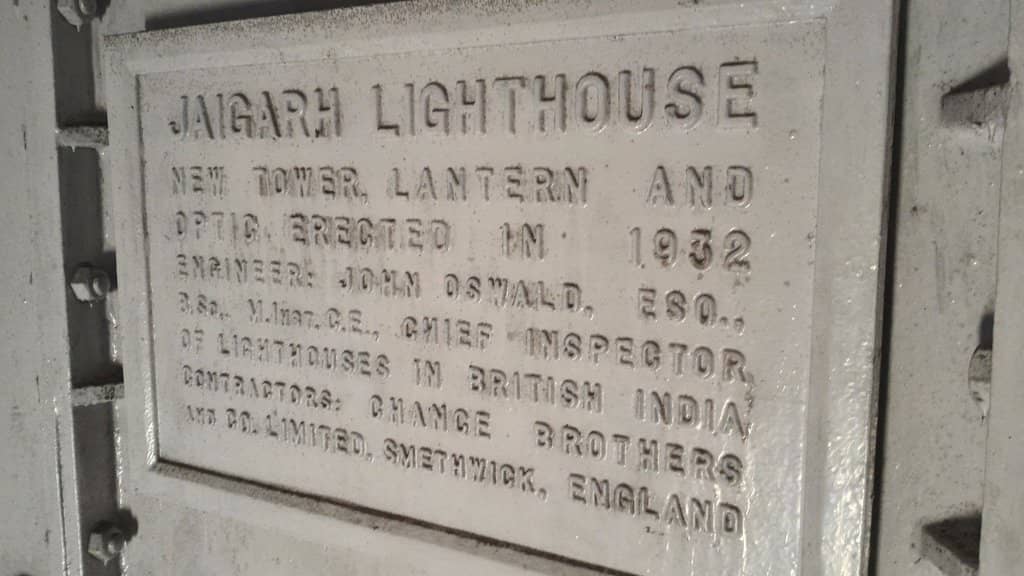 JAIGARH LIGHTHOUSE
NEW TOWER, LANTERN AND
OPTIC ERECTED IN 1932
ENGINEER: JOHN OSWALD, ESQ.,
B.Sc., M.Inst.C.E., CHIEF INSPECTOR
OF LIGHTHOUSES IN BRITISH INDIA
CONTRACTORS: CHANCE BROTHERS
AND CO. LIMITED, SMETHWICK, ENGLAND